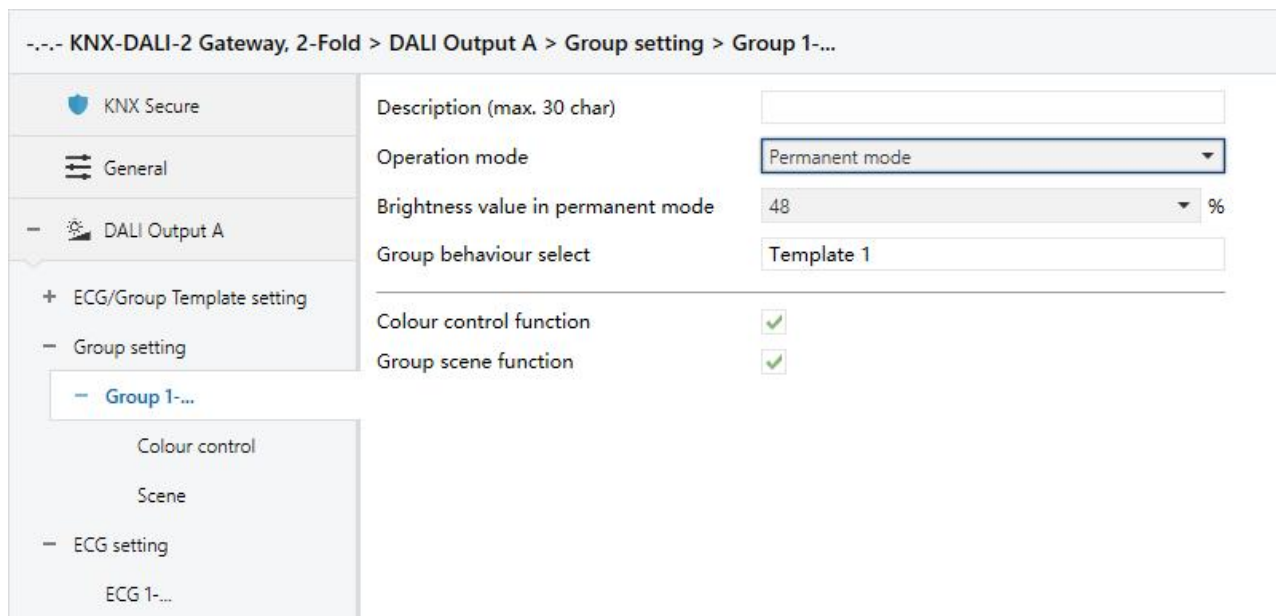 -.-.- KNX-DALI-2 Gateway, 2-Fold > DALI Output A > Group setting > Group 1-...
KNX Secure
General
DALI Output A
ECG/Group Template setting
Group setting
Group 1-...
Colour control
Scene
ECG setting
ECG 1-...
Description (max. 30 char)
Operation mode Permanent mode
Brightness value in permanent mode 48 %
Group behaviour select Template 1
Colour control function
Group scene function